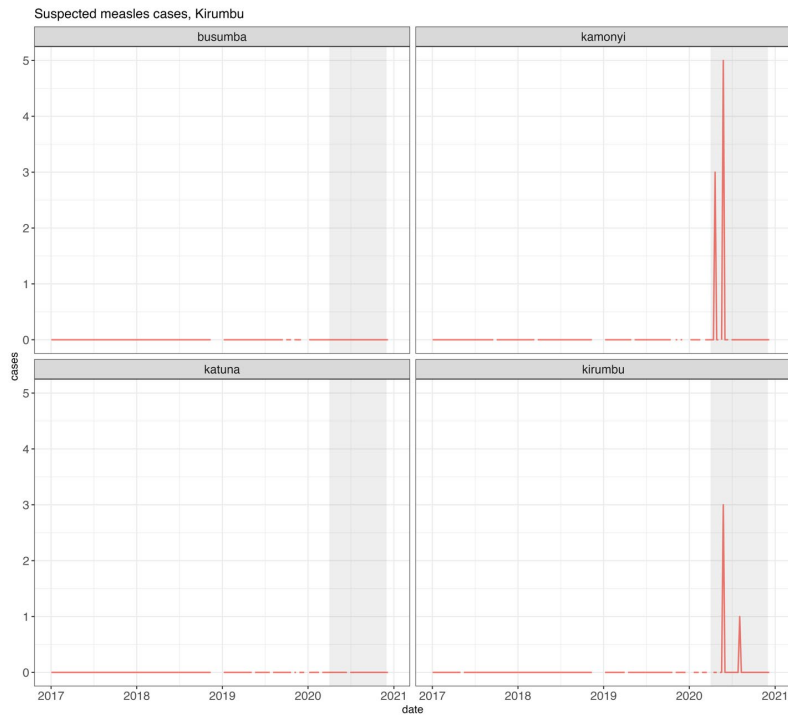 Suspected measles cases, Kirumbu
busumba
kamonyi
5
4
3
2
1
0
cases
katuna
kirumbu
5
4
3
2
1
0
2017 2018 2019 2020 2021 2017 2018 2019 2020 2021
date